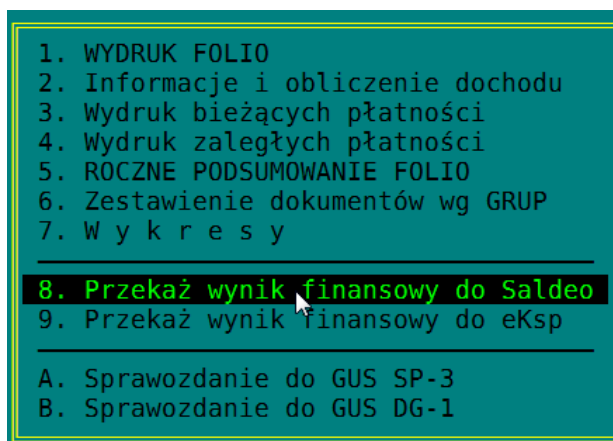 1. WYDRUK FOLIO
2. Informacje i obliczenie dochodu
3. Wydruk bieżących płatności
4. Wydruk zaległych płatności
5. ROCZNE PODSUMOWANIE FOLIO
6. Zestawienie dokumentów wg GRUP
7. W y k r e s y
8. Przekaż wynik finansowy do Saldeo
9. Przekaż wynik finansowy do eKsp
A. Sprawozdanie do GUS SP-3
B. Sprawozdanie do GUS DG-1